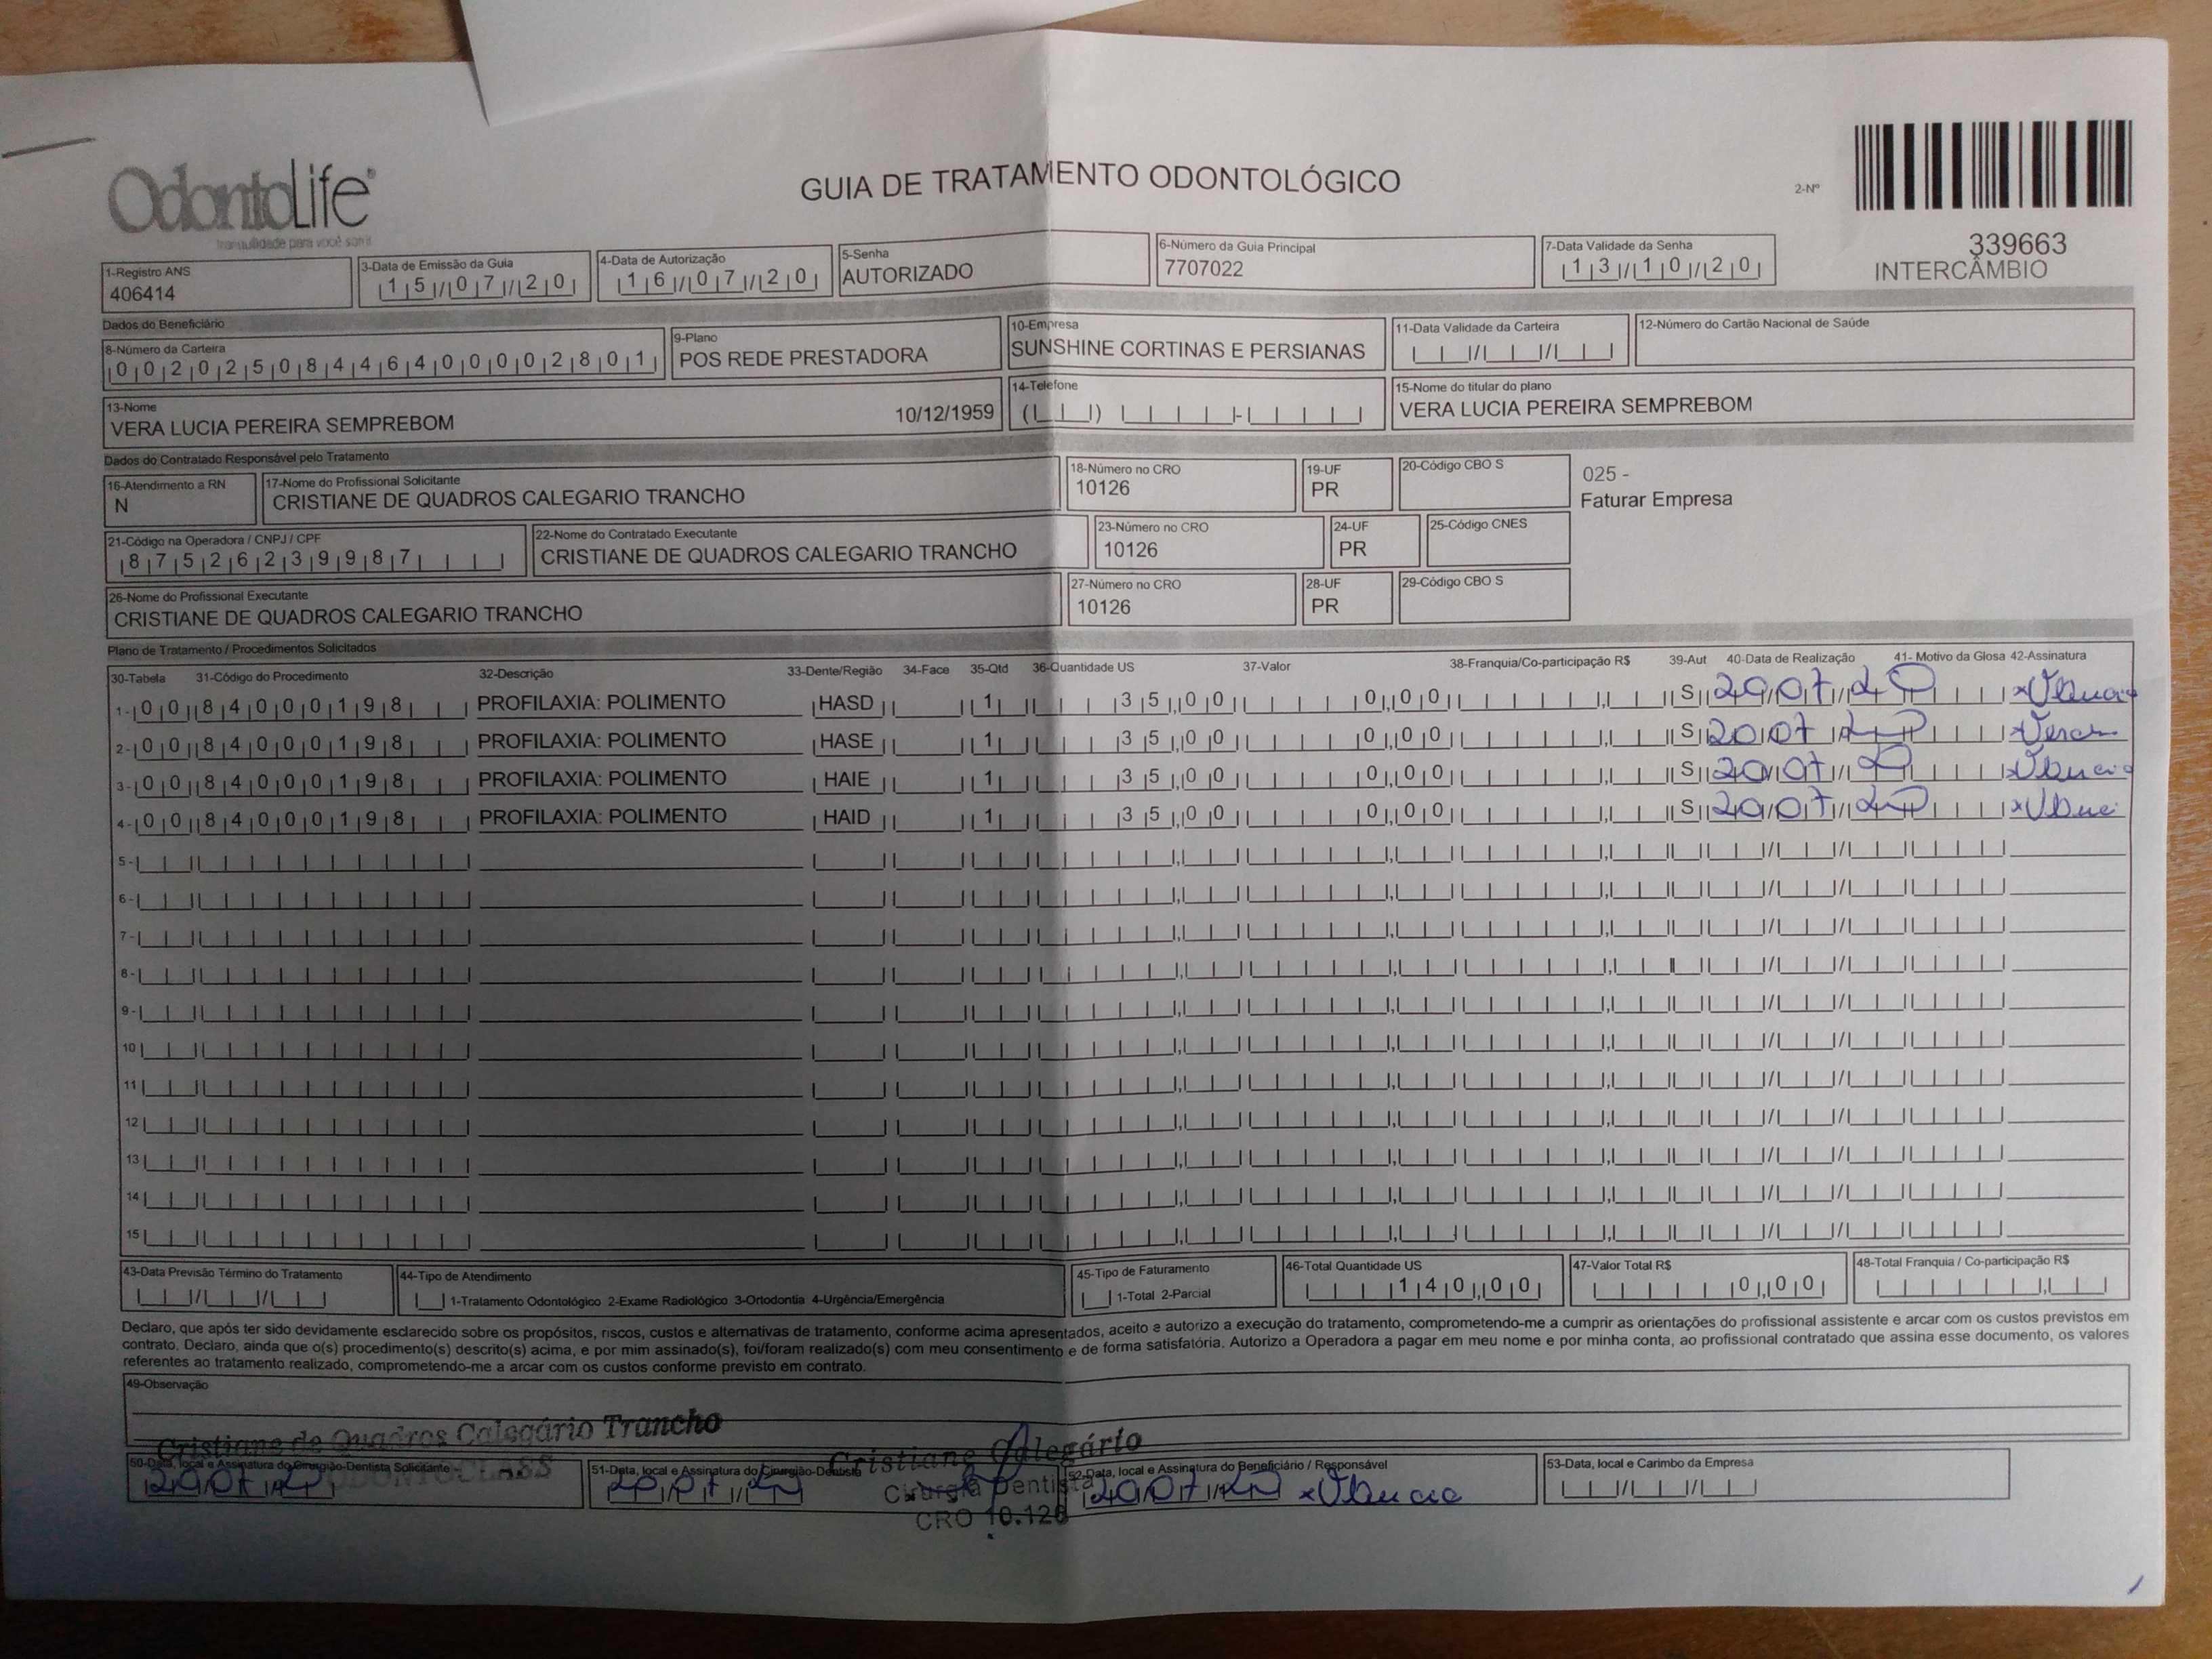 OdontoLife®
tranquilidade para você sorrir
GUIA DE TRATAMENTO ODONTOLÓGICO
2-Nº
339663
INTERCÂMBIO
1-Registro ANS
406414
3-Data de Emissão da Guia
15/07/20
4-Data de Autorização
16/07/20
5-Senha
AUTORIZADO
6-Número da Guia Principal
7707022
7-Data Validade da Senha
13/10/20
Dados do Beneficiário
8-Número da Carteira
00202508446400002801
9-Plano
POS REDE PRESTADORA
10-Empresa
SUNSHINE CORTINAS E PERSIANAS
11-Data Validade da Carteira
12-Número do Cartão Nacional de Saúde
13-Nome
VERA LUCIA PEREIRA SEMPREBOM 10/12/1959
14-Telefone
15-Nome do titular do plano
VERA LUCIA PEREIRA SEMPREBOM
Dados do Contratado Responsável pelo Tratamento
16-Atendimento a RN
N
17-Nome do Profissional Solicitante
CRISTIANE DE QUADROS CALEGARIO TRANCHO
18-Número no CRO
10126
19-UF
PR
20-Código CBO S
025 -
Faturar Empresa
21-Código na Operadora / CNPJ / CPF
87526239987
22-Nome do Contratado Executante
CRISTIANE DE QUADROS CALEGARIO TRANCHO
23-Número no CRO
10126
24-UF
PR
25-Código CNES
26-Nome do Profissional Executante
CRISTIANE DE QUADROS CALEGARIO TRANCHO
27-Número no CRO
10126
28-UF
PR
29-Código CBO S
Plano de Tratamento / Procedimentos Solicitados
30-Tabela 31-Código do Procedimento 32-Descrição 33-Dente/Região 34-Face 35-Qtd 36-Quantidade US 37-Valor 38-Franquia/Co-participação R$ 39-Aut 40-Data de Realização 41- Motivo da Glosa 42-Assinatura
1- 00 84000198 PROFILAXIA: POLIMENTO HASD 1 35,00 0,00 S 20/07/20
2- 00 84000198 PROFILAXIA: POLIMENTO HASE 1 35,00 0,00 S 20/07/20
3- 00 84000198 PROFILAXIA: POLIMENTO HAIE 1 35,00 0,00 S 20/07/20
4- 00 84000198 PROFILAXIA: POLIMENTO HAID 1 35,00 0,00 S 20/07/20
5-
6-
7-
8-
9-
10
11
12
13
14
15
43-Data Previsão Término do Tratamento
44-Tipo de Atendimento
1-Tratamento Odontológico 2-Exame Radiológico 3-Ortodontia 4-Urgência/Emergência
45-Tipo de Faturamento
1-Total 2-Parcial
46-Total Quantidade US
140,00
47-Valor Total R$
0,00
48-Total Franquia / Co-participação R$
Declaro, que após ter sido devidamente esclarecido sobre os propósitos, riscos, custos e alternativas de tratamento, conforme acima apresentados, aceito e autorizo a execução do tratamento, comprometendo-me a cumprir as orientações do profissional assistente e arcar com os custos previstos em
contrato. Declaro, ainda que o(s) procedimento(s) descrito(s) acima, e por mim assinado(s), foi/foram realizado(s) com meu consentimento e de forma satisfatória. Autorizo a Operadora a pagar em meu nome e por minha conta, ao profissional contratado que assina esse documento, os valores
referentes ao tratamento realizado, comprometendo-me a arcar com os custos conforme previsto em contrato.
49-Observação
Cristiane de Quadros Calegário Trancho
Cristiane Calegário
Cirurgiã Dentista
CRO 10.126
50-Data, local e Assinatura do Cirurgião-Dentista Solicitante
20/07/20
51-Data, local e Assinatura do Cirurgião-Dentista
20/07/20
52-Data, local e Assinatura do Beneficiário / Responsável
20/07/20
53-Data, local e Carimbo da Empresa